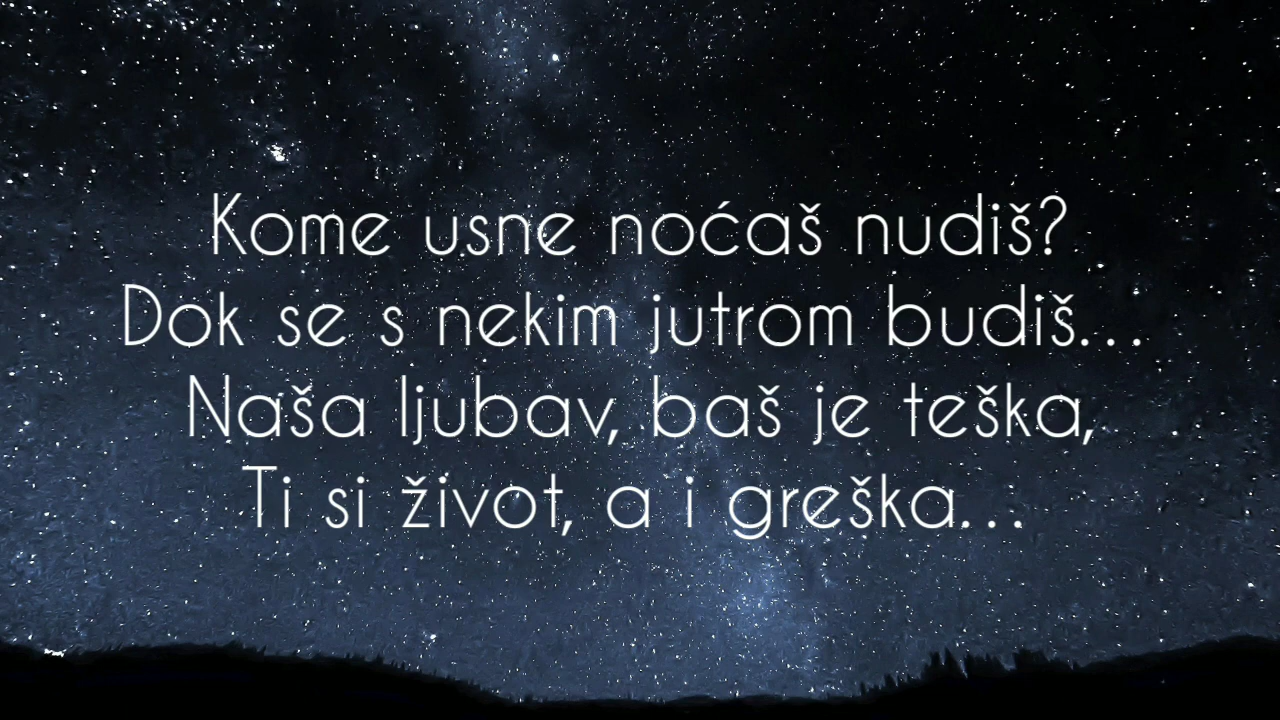 Kome usne noćaš nudiš?
Dok se s nekim jutrom budiš...
Naša ljubav, baš je teška,
Ti si život, a i greška...